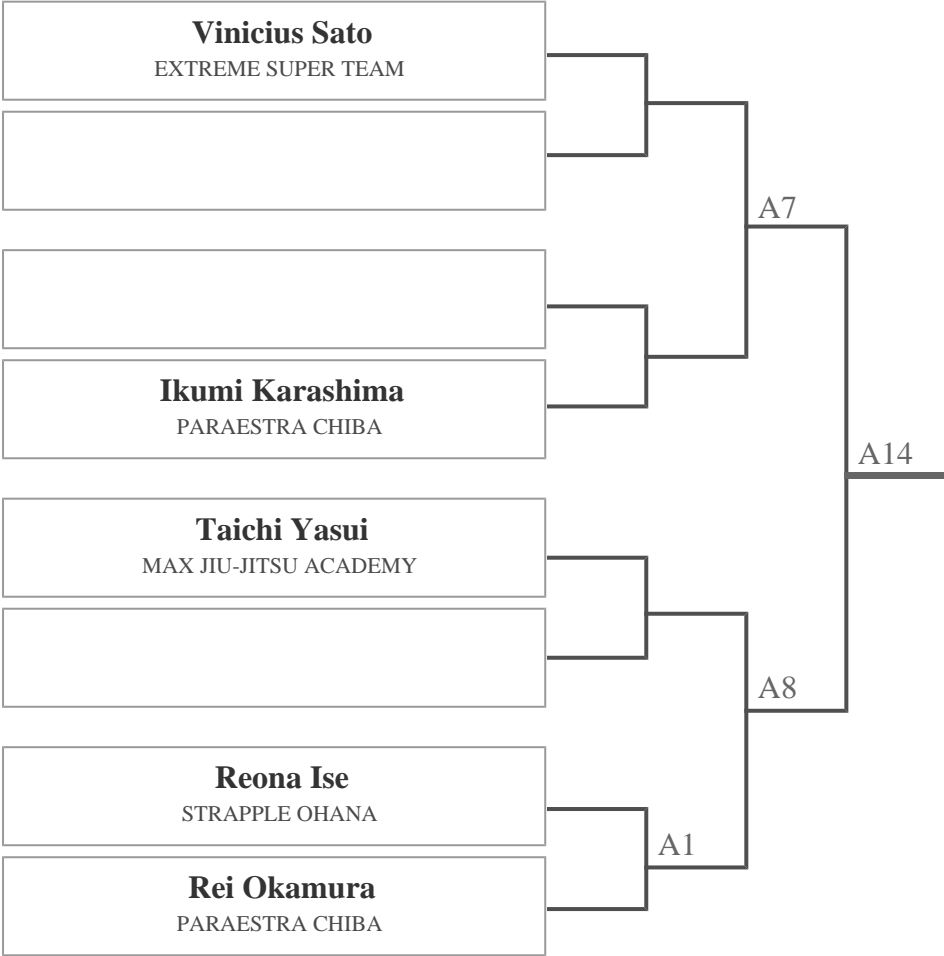 Vinicius Sato
EXTREME SUPER TEAM
A7
Ikumi Karashima
PARAESTRA CHIBA
A14
Taichi Yasui
MAX JIU-JITSU ACADEMY
A8
Reona Ise
STRAPPLE OHANA
A1
Rei Okamura
PARAESTRA CHIBA